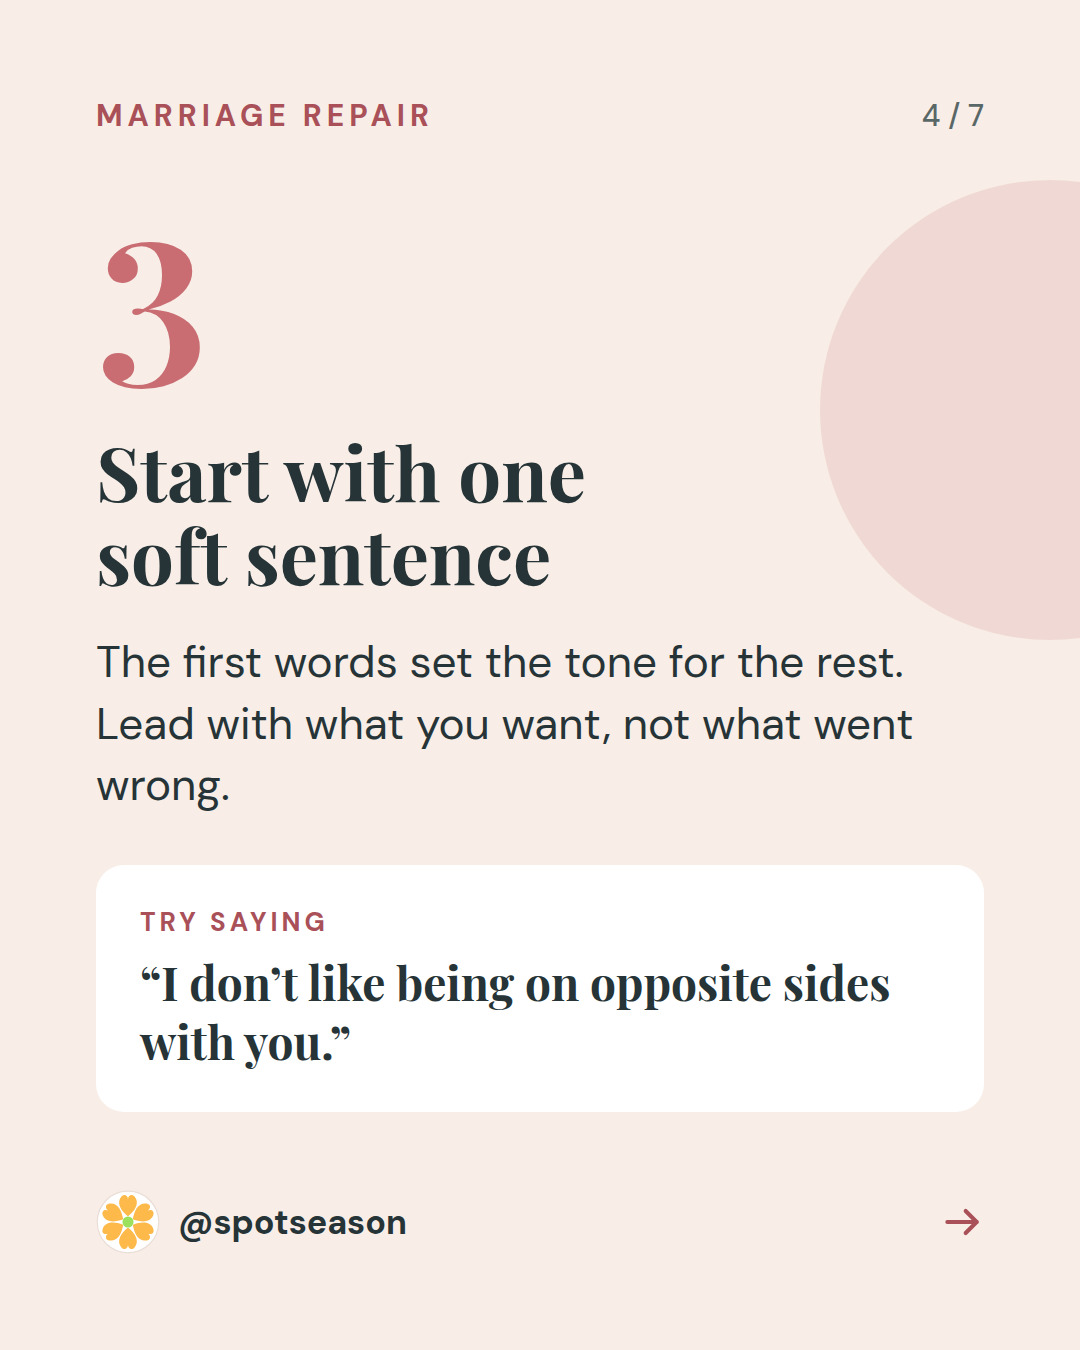 MARRIAGE REPAIR
4 / 7
3
Start with one
soft sentence
The first words set the tone for the rest.
Lead with what you want, not what went
wrong.
TRY SAYING
“I don’t like being on opposite sides
with you.”
@spotseason